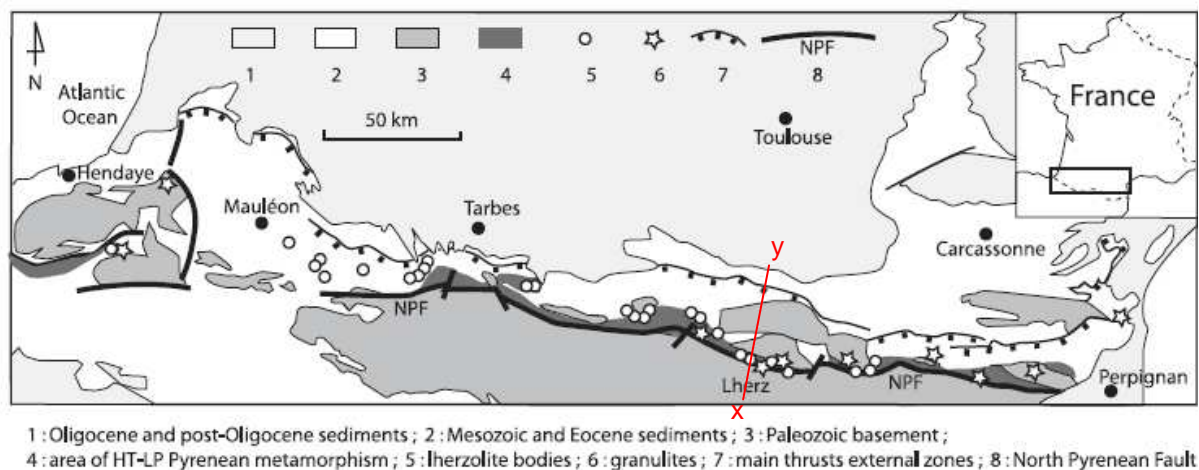 N
Atlantic
Ocean
1 2 3 4 5 6 7 8
NPF
50 km
France
Toulouse
Hendaye
Mauléon
Tarbes
Carcassonne
y
NPF
Lherz
NPF
Perpignan
x
1 : Oligocene and post-Oligocene sediments ; 2 : Mesozoic and Eocene sediments ; 3 : Paleozoic basement ;
4 : area of HT-LP Pyrenean metamorphism ; 5 : lherzolite bodies ; 6 : granulites ; 7 : main thrusts external zones ; 8 : North Pyrenean Fault